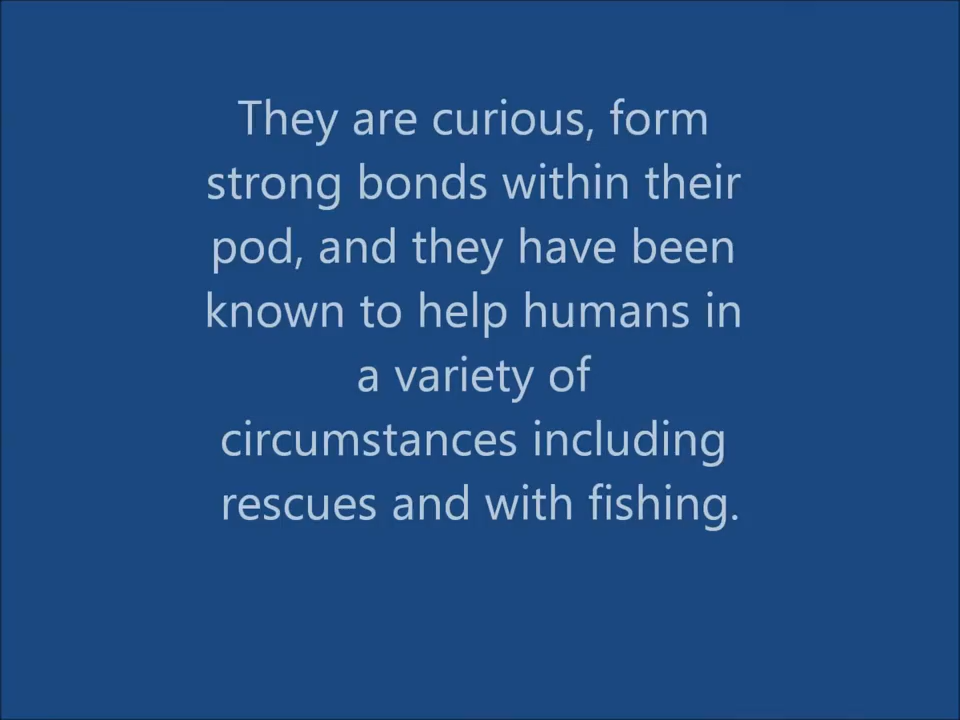 They are curious, form
strong bonds within their
pod, and they have been
known to help humans in
a variety of
circumstances including
rescues and with fishing.